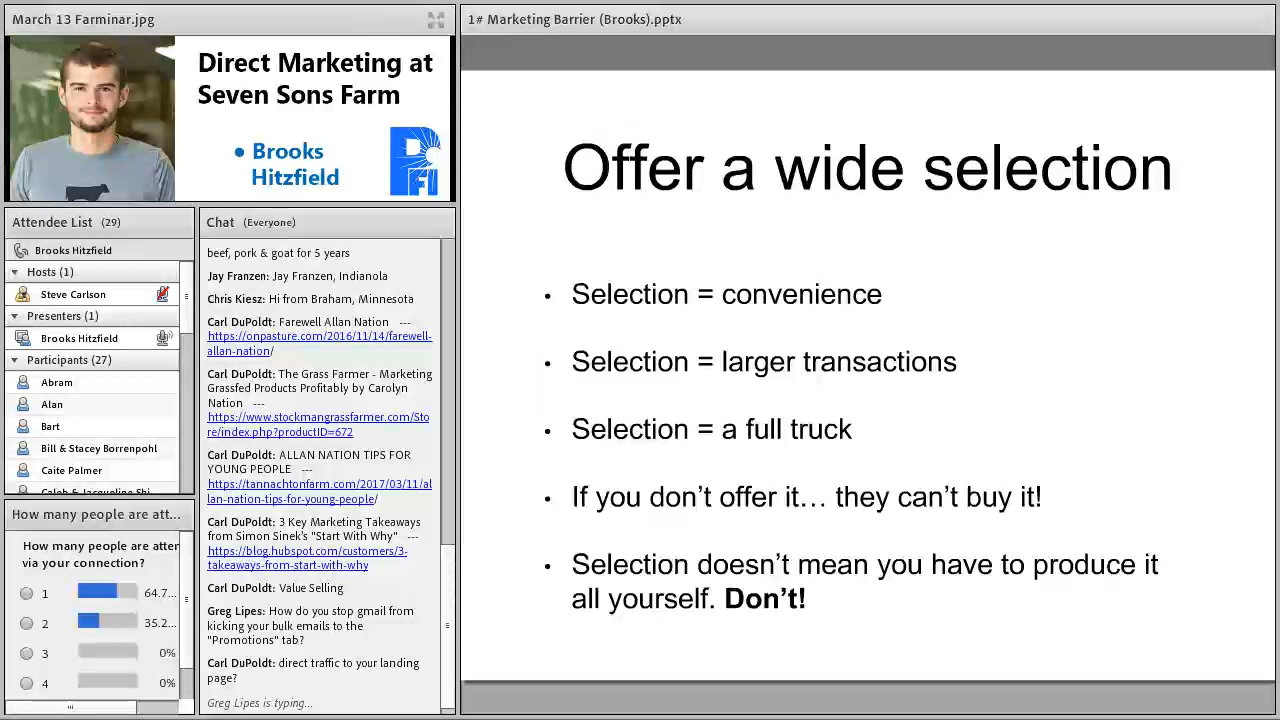 March 13 Farminar.jpg
Direct Marketing at
Seven Sons Farm
• Brooks
Hitzfield
PFI
Attendee List (29)
Brooks Hitzfield
Hosts (1)
Steve Carlson
Presenters (1)
Brooks Hitzfield
Participants (27)
Abram
Alan
Bart
Bill & Stacey Borrenpohl
Caite Palmer
Caleb & Jacqueline Shi
How many people are att...
How many people are atter
via your connection?
1 64.7...
2 35.2...
3 0%
4 0%
Chat (Everyone)
beef, pork & goat for 5 years
Jay Franzen: Jay Franzen, Indianola
Chris Kiesz: Hi from Braham, Minnesota
Carl DuPoldt: Farewell Allan Nation ---
https://onpasture.com/2016/11/14/farewell-
allan-nation/
Carl DuPoldt: The Grass Farmer - Marketing
Grassfed Products Profitably by Carolyn
Nation ---
https://www.stockmangrassfarmer.com/Sto
re/index.php?productID=672
Carl DuPoldt: ALLAN NATION TIPS FOR
YOUNG PEOPLE ---
https://tannachtonfarm.com/2017/03/11/al
lan-nation-tips-for-young-people/
Carl DuPoldt: 3 Key Marketing Takeaways
from Simon Sinek's "Start With Why" ---
https://blog.hubspot.com/customers/3-
takeaways-from-start-with-why
Carl DuPoldt: Value Selling
Greg Lipes: How do you stop gmail from
kicking your bulk emails to the
"Promotions" tab?
Carl DuPoldt: direct traffic to your landing
page?
Greg Lipes is typing...
1# Marketing Barrier (Brooks).pptx
Offer a wide selection
• Selection = convenience
• Selection = larger transactions
• Selection = a full truck
• If you don’t offer it… they can’t buy it!
• Selection doesn’t mean you have to produce it
all yourself. Don’t!